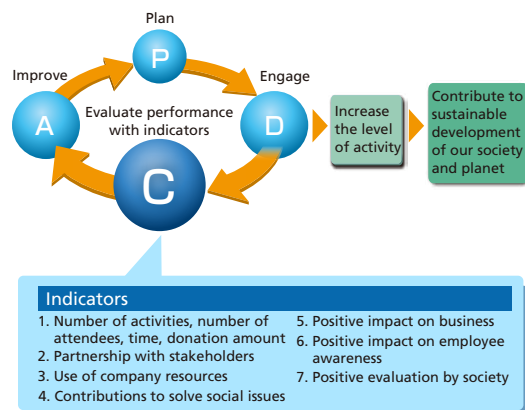 Plan
P
Improve
Engage
A
Evaluate performance
with indicators
D
C
Increase
the level
of activity
Contribute to
sustainable
development
of our society
and planet
Indicators
1. Number of activities, number of
attendees, time, donation amount
2. Partnership with stakeholders
3. Use of company resources
4. Contributions to solve social issues
5. Positive impact on business
6. Positive impact on employee
awareness
7. Positive evaluation by society